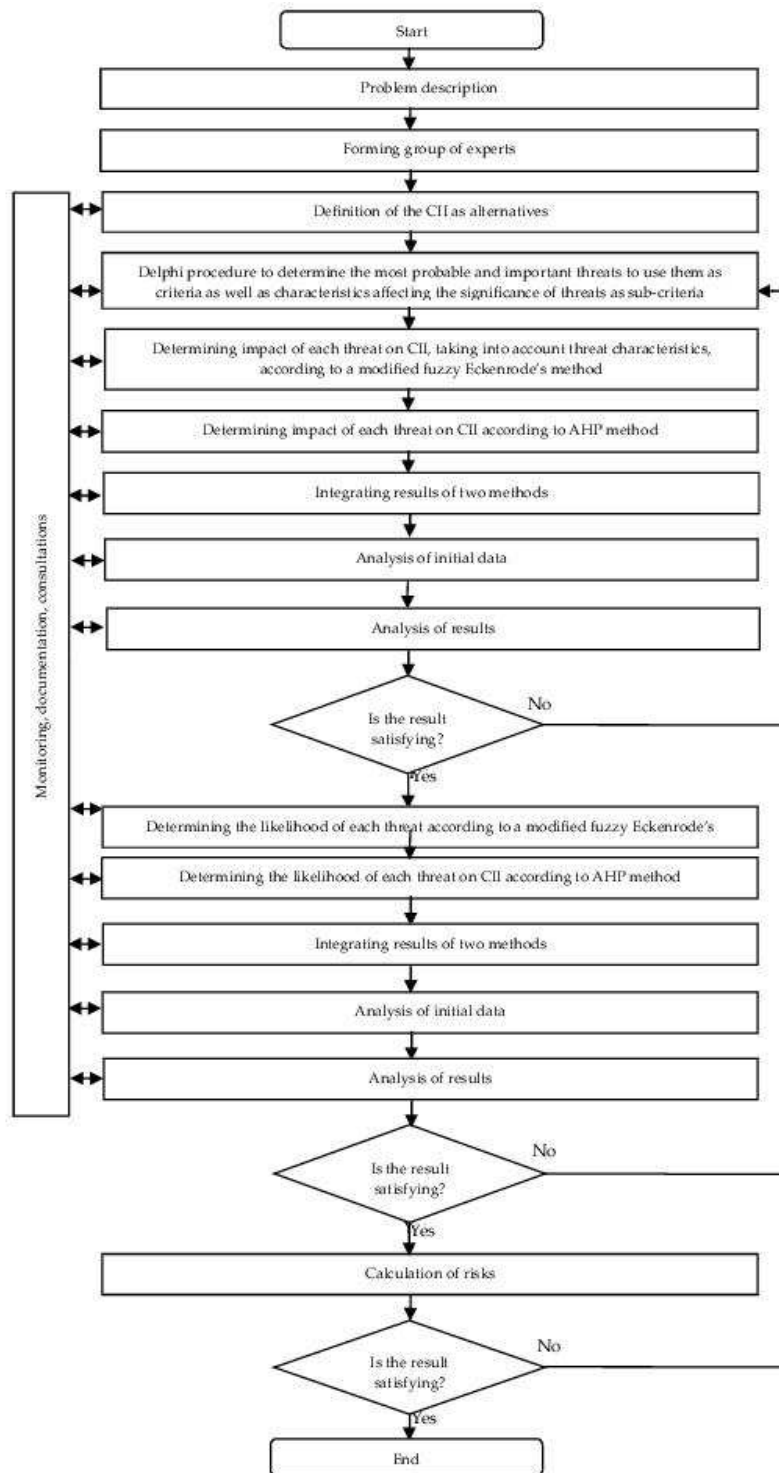 Start
Problem description
Forming group of experts
Definition of the CII as alternatives
Delphi procedure to determine the most probable and important threats to use them as
criteria as well as characteristics affecting the significance of threats as sub-criteria
Determining impact of each threat on CII, taking into account threat characteristics,
according to a modified fuzzy Eckenrode's method
Determining impact of each threat on CII according to AHP method
Integrating results of two methods
Analysis of initial data
Analysis of results
Monitoring, documentation, consultations
No
Is the result
satisfying?
Yes
Determining the likelihood of each threat according to a modified fuzzy Eckenrode's
Determining the likelihood of each threat on CII according to AHP method
Integrating results of two methods
Analysis of initial data
Analysis of results
No
Is the result
satisfying?
Yes
Calculation of risks
No
Is the result
satisfying?
Yes
End